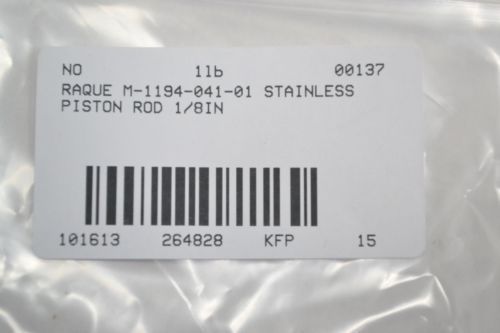 NO 1lb 00137
RAQUE M-1194-041-01 STAINLESS
PISTON ROD 1/8IN
101613 264828 KFP 15